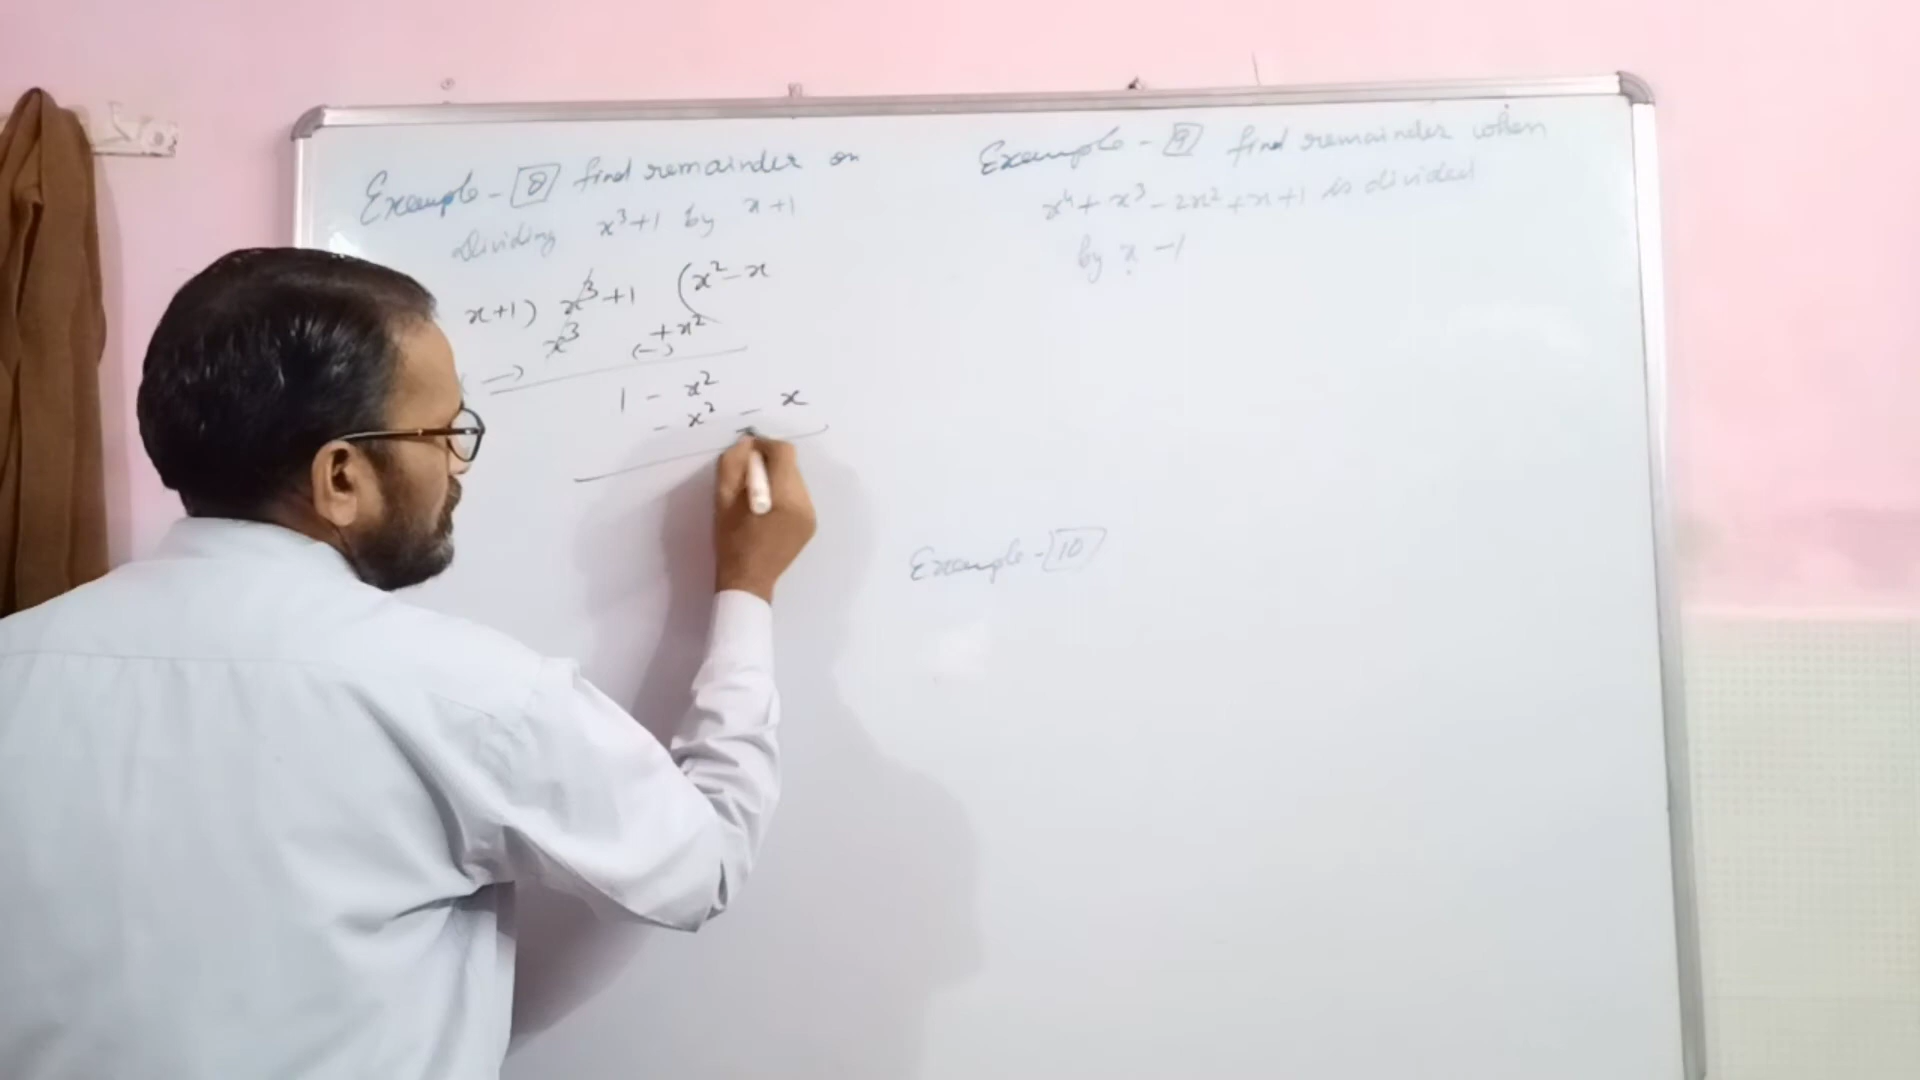 Example - 8 find remainder on
Dividing x³+1 by x+1
x+1) x³+1 (x²-x
x³ +x²
→ (-)
1 - x²
- x² - x
Example - 9 find remainder when
x⁴+x³-2x²+x+1 is divided
by x-1
Example - 10